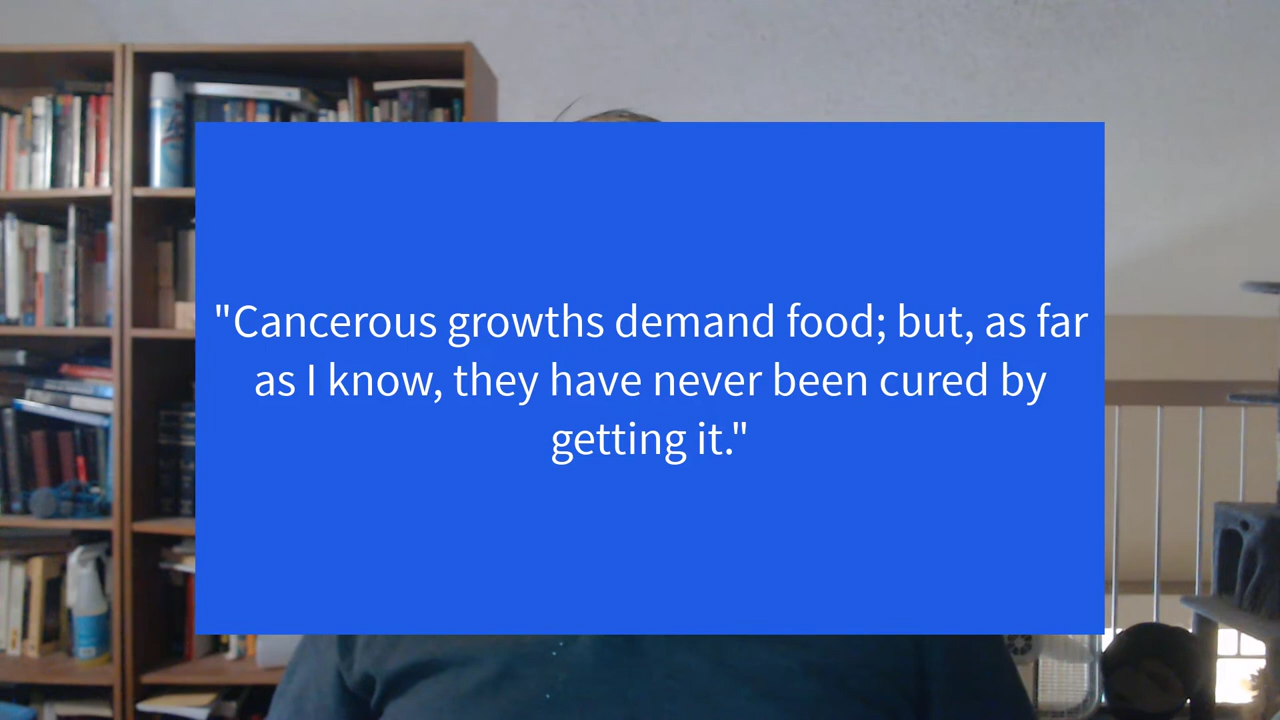 "Cancerous growths demand food; but, as far
as I know, they have never been cured by
getting it."